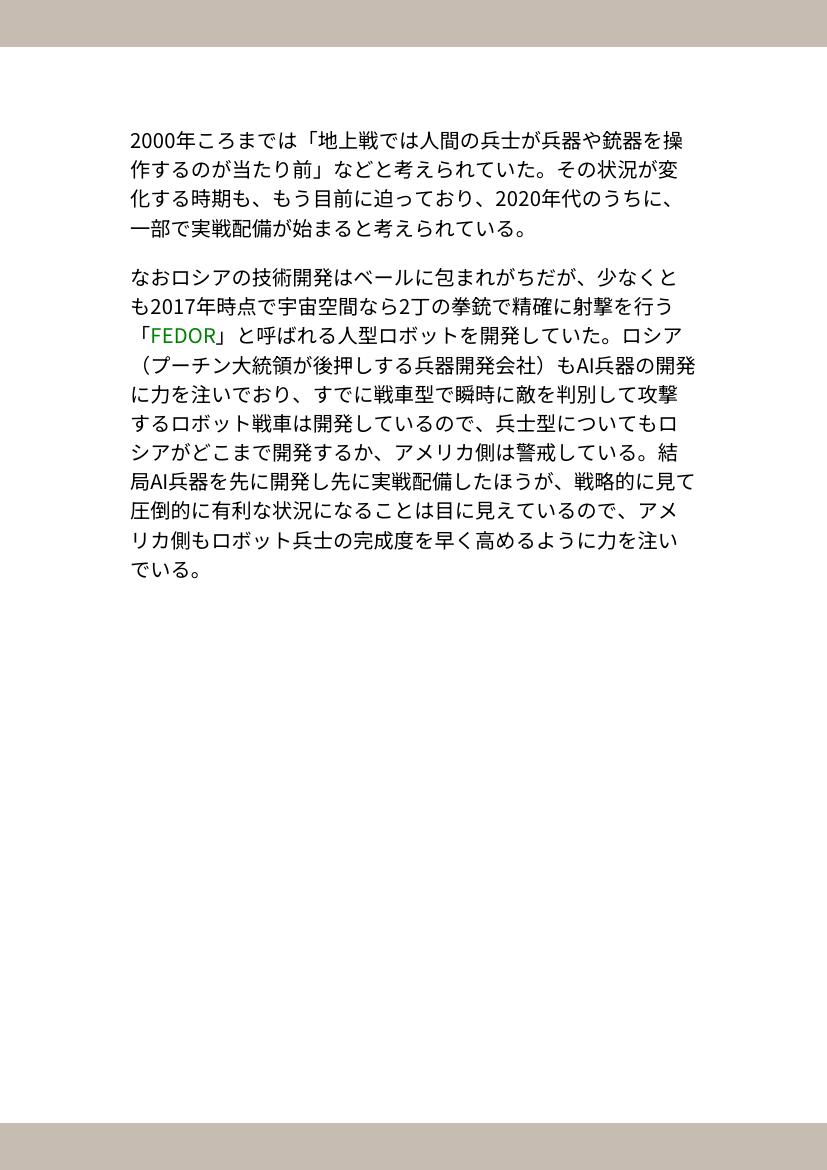 2000年ころまでは「地上戦では人間の兵士が兵器や銃器を操
作するのが当たり前」などと考えられていた。その状況が変
化する時期も、もう目前に迫っており、2020年代のうちに、
一部で実戦配備が始まると考えられている。
なおロシアの技術開発はベールに包まれがちだが、少なくと
も2017年時点で宇宙空間なら2丁の拳銃で精確に射撃を行う
「FEDOR」と呼ばれる人型ロボットを開発していた。ロシア
（プーチン大統領が後押しする兵器開発会社）もAI兵器の開発
に力を注いでおり、すでに戦車型で瞬時に敵を判別して攻撃
するロボット戦車は開発しているので、兵士型についてもロ
シアがどこまで開発するか、アメリカ側は警戒している。結
局AI兵器を先に開発し先に実戦配備したほうが、戦略的に見て
圧倒的に有利な状況になることは目に見えているので、アメ
リカ側もロボット兵士の完成度を早く高めるように力を注い
でいる。